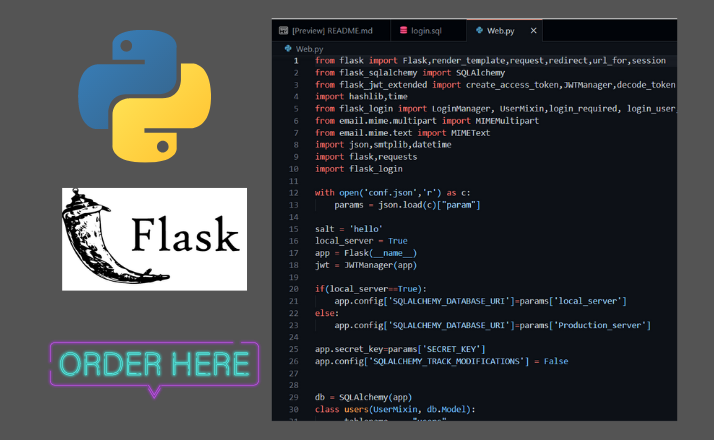 Flask
ORDER HERE
[Preview] README.md
login.sql
Web.py
Web.py
1 from flask import Flask,render_template,request,redirect,url_for,session
2 from flask_sqlalchemy import SQLAlchemy
3 from flask_jwt_extended import create_access_token,JWTManager,decode_token
4 import hashlib,time
5 from flask_login import LoginManager, UserMixin,login_required, login_user,
6 from email.mime.multipart import MIMEMultipart
7 from email.mime.text import MIMEText
8 import json,smtplib,datetime
9 import flask,requests
10 import flask_login
11
12 with open('conf.json','r') as c:
13 params = json.load(c)["param"]
14
15 salt = 'hello'
16 local_server = True
17 app = Flask(__name__)
18 jwt = JWTManager(app)
19
20 if(local_server==True):
21 app.config['SQLALCHEMY_DATABASE_URI']=params['local_server']
22 else:
23 app.config['SQLALCHEMY_DATABASE_URI']=params['Production_server']
24
25 app.secret_key=params['SECRET_KEY']
26 app.config['SQLALCHEMY_TRACK_MODIFICATIONS'] = False
27
28
29 db = SQLAlchemy(app)
30 class users(UserMixin, db.Model):